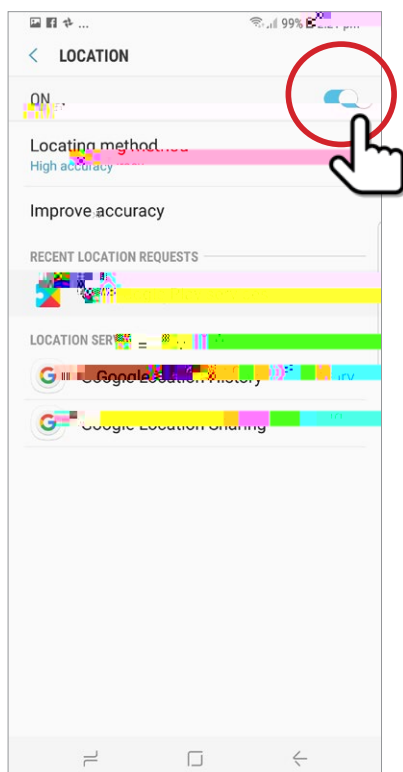 99%
LOCATION
ON
Locating method
High accuracy
Improve accuracy
RECENT LOCATION REQUESTS
LOCATION
Google Location History
Google Location Sharing